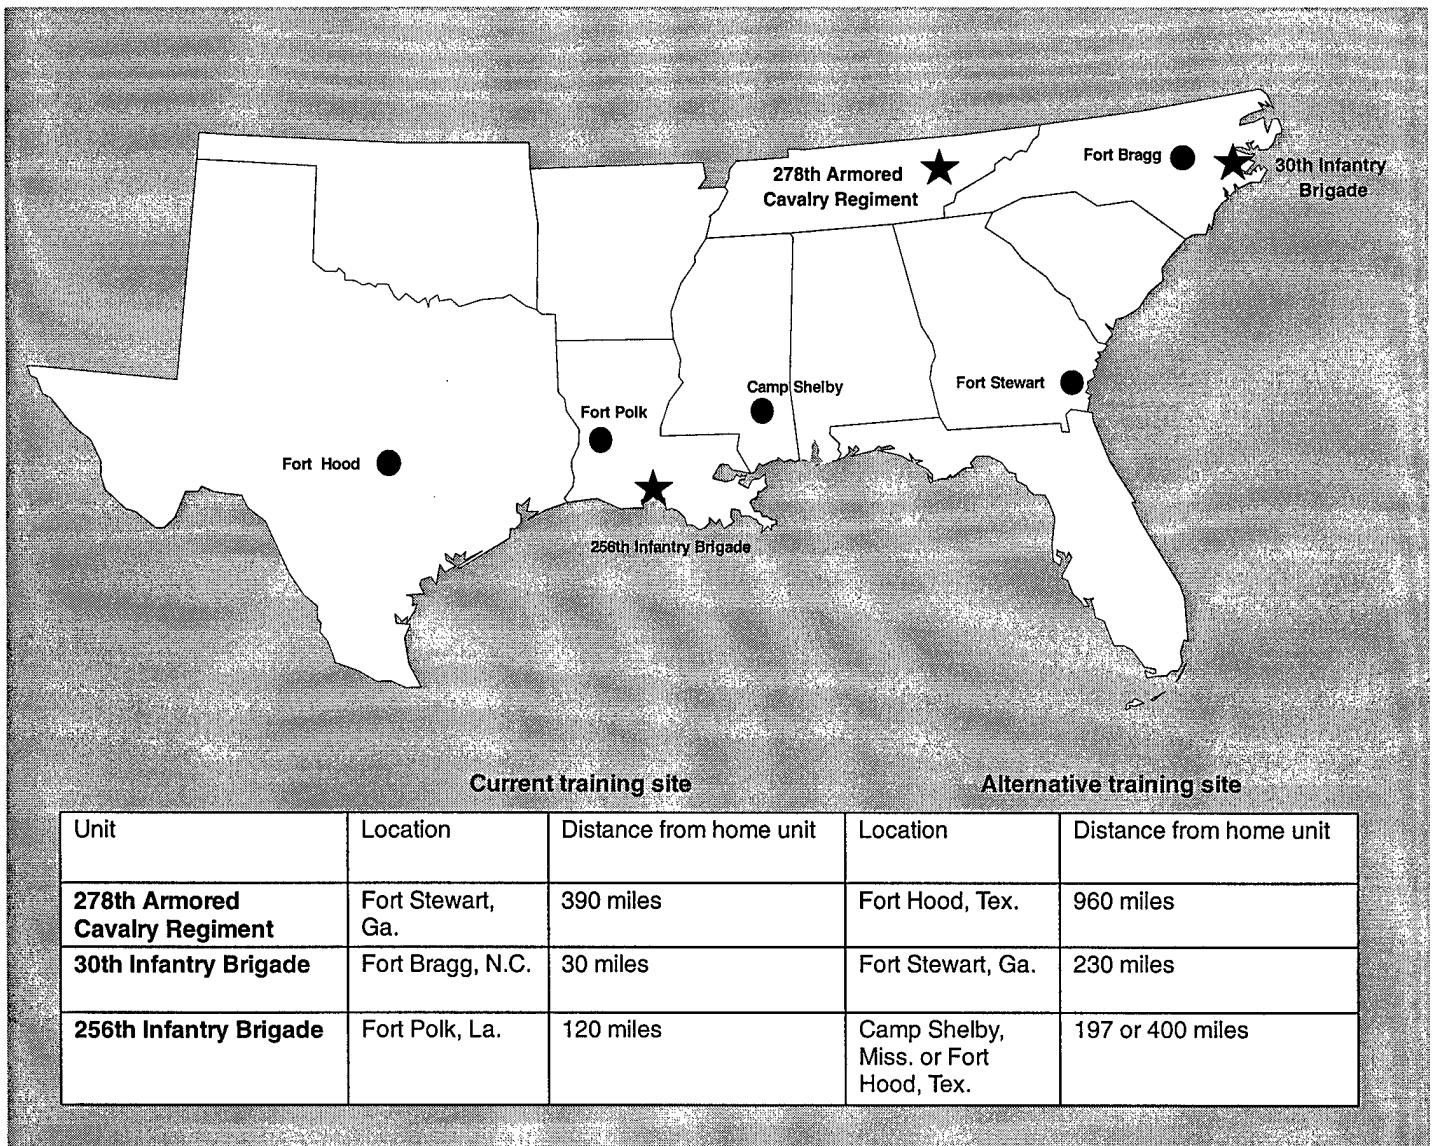 278th Armored
Cavalry Regiment
Fort Bragg
30th Infantry
Brigade
Camp Shelby
Fort Stewart
Fort Polk
Fort Hood
256th Infantry Brigade
Current training site Alternative training site
Unit Location Distance from home unit Location Distance from home unit
278th Armored Fort Stewart, 390 miles Fort Hood, Tex. 960 miles
Cavalry Regiment Ga.
30th Infantry Brigade Fort Bragg, N.C. 30 miles Fort Stewart, Ga. 230 miles
256th Infantry Brigade Fort Polk, La. 120 miles Camp Shelby, 197 or 400 miles
Miss. or Fort
Hood, Tex.